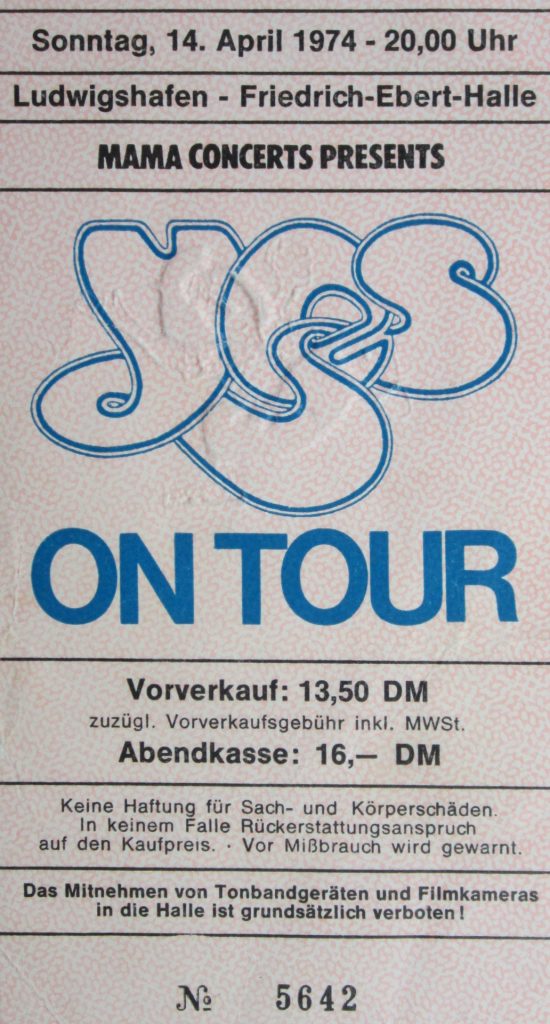 Sonntag, 14. April 1974 - 20,00 Uhr
Ludwigshafen - Friedrich-Ebert-Halle
MAMA CONCERTS PRESENTS
yes
ON TOUR
Vorverkauf: 13,50 DM
zuzügl. Vorverkaufsgebühr inkl. MWSt.
Abendkasse: 16,— DM
Keine Haftung für Sach- und Körperschäden.
In keinem Falle Rückerstattungsanspruch
auf den Kaufpreis. · Vor Mißbrauch wird gewarnt.
Das Mitnehmen von Tonbandgeräten und Filmkameras
in die Halle ist grundsätzlich verboten!
№ 5642